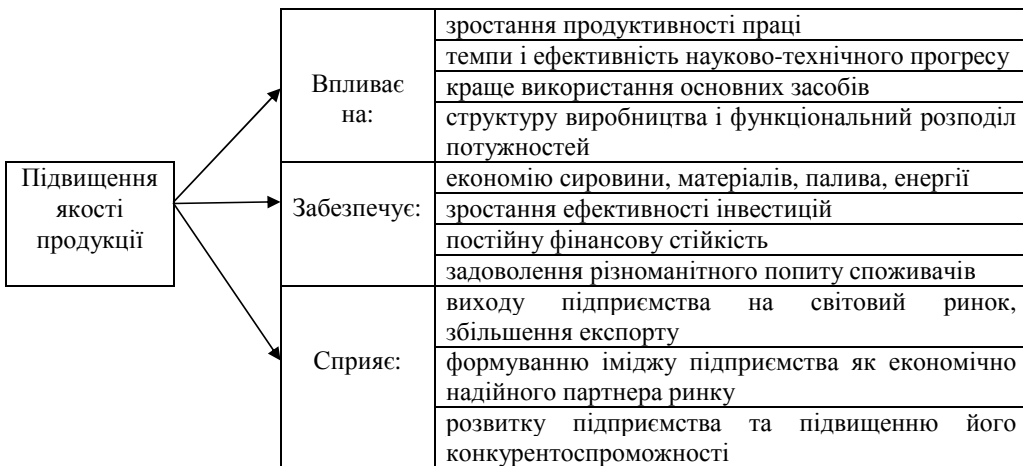 Підвищення
якості
продукції
Впливає
на:
зростання продуктивності праці
темпи і ефективність науково-технічного прогресу
краще використання основних засобів
структуру виробництва і функціональний розподіл
потужностей
Забезпечує:
економію сировини, матеріалів, палива, енергії
зростання ефективності інвестицій
постійну фінансову стійкість
задоволення різноманітного попиту споживачів
Сприяє:
виходу підприємства на світовий ринок,
збільшення експорту
формуванню іміджу підприємства як економічно
надійного партнера ринку
розвитку підприємства та підвищенню його
конкурентоспроможності